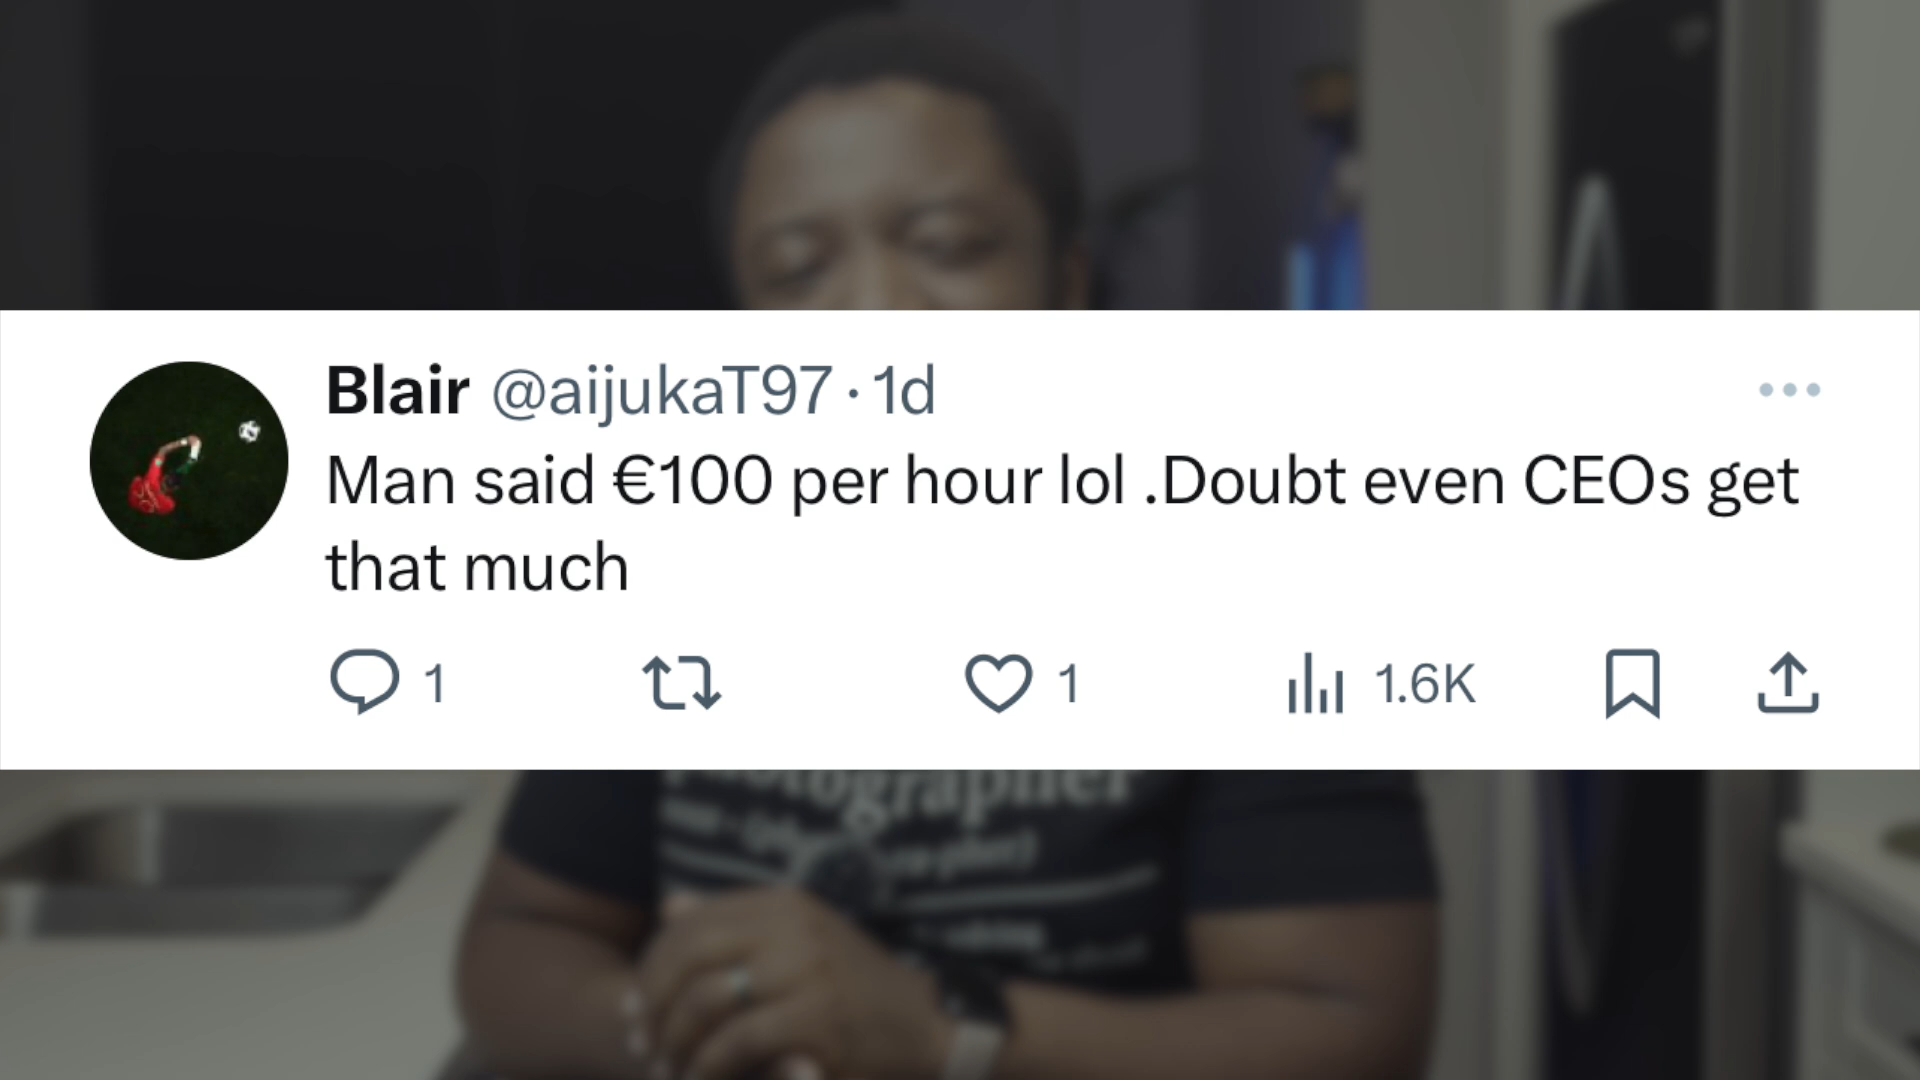 Blair @aijukaT97 · 1d
Man said €100 per hour lol .Doubt even CEOs get
that much
1 1 1.6K
photographer